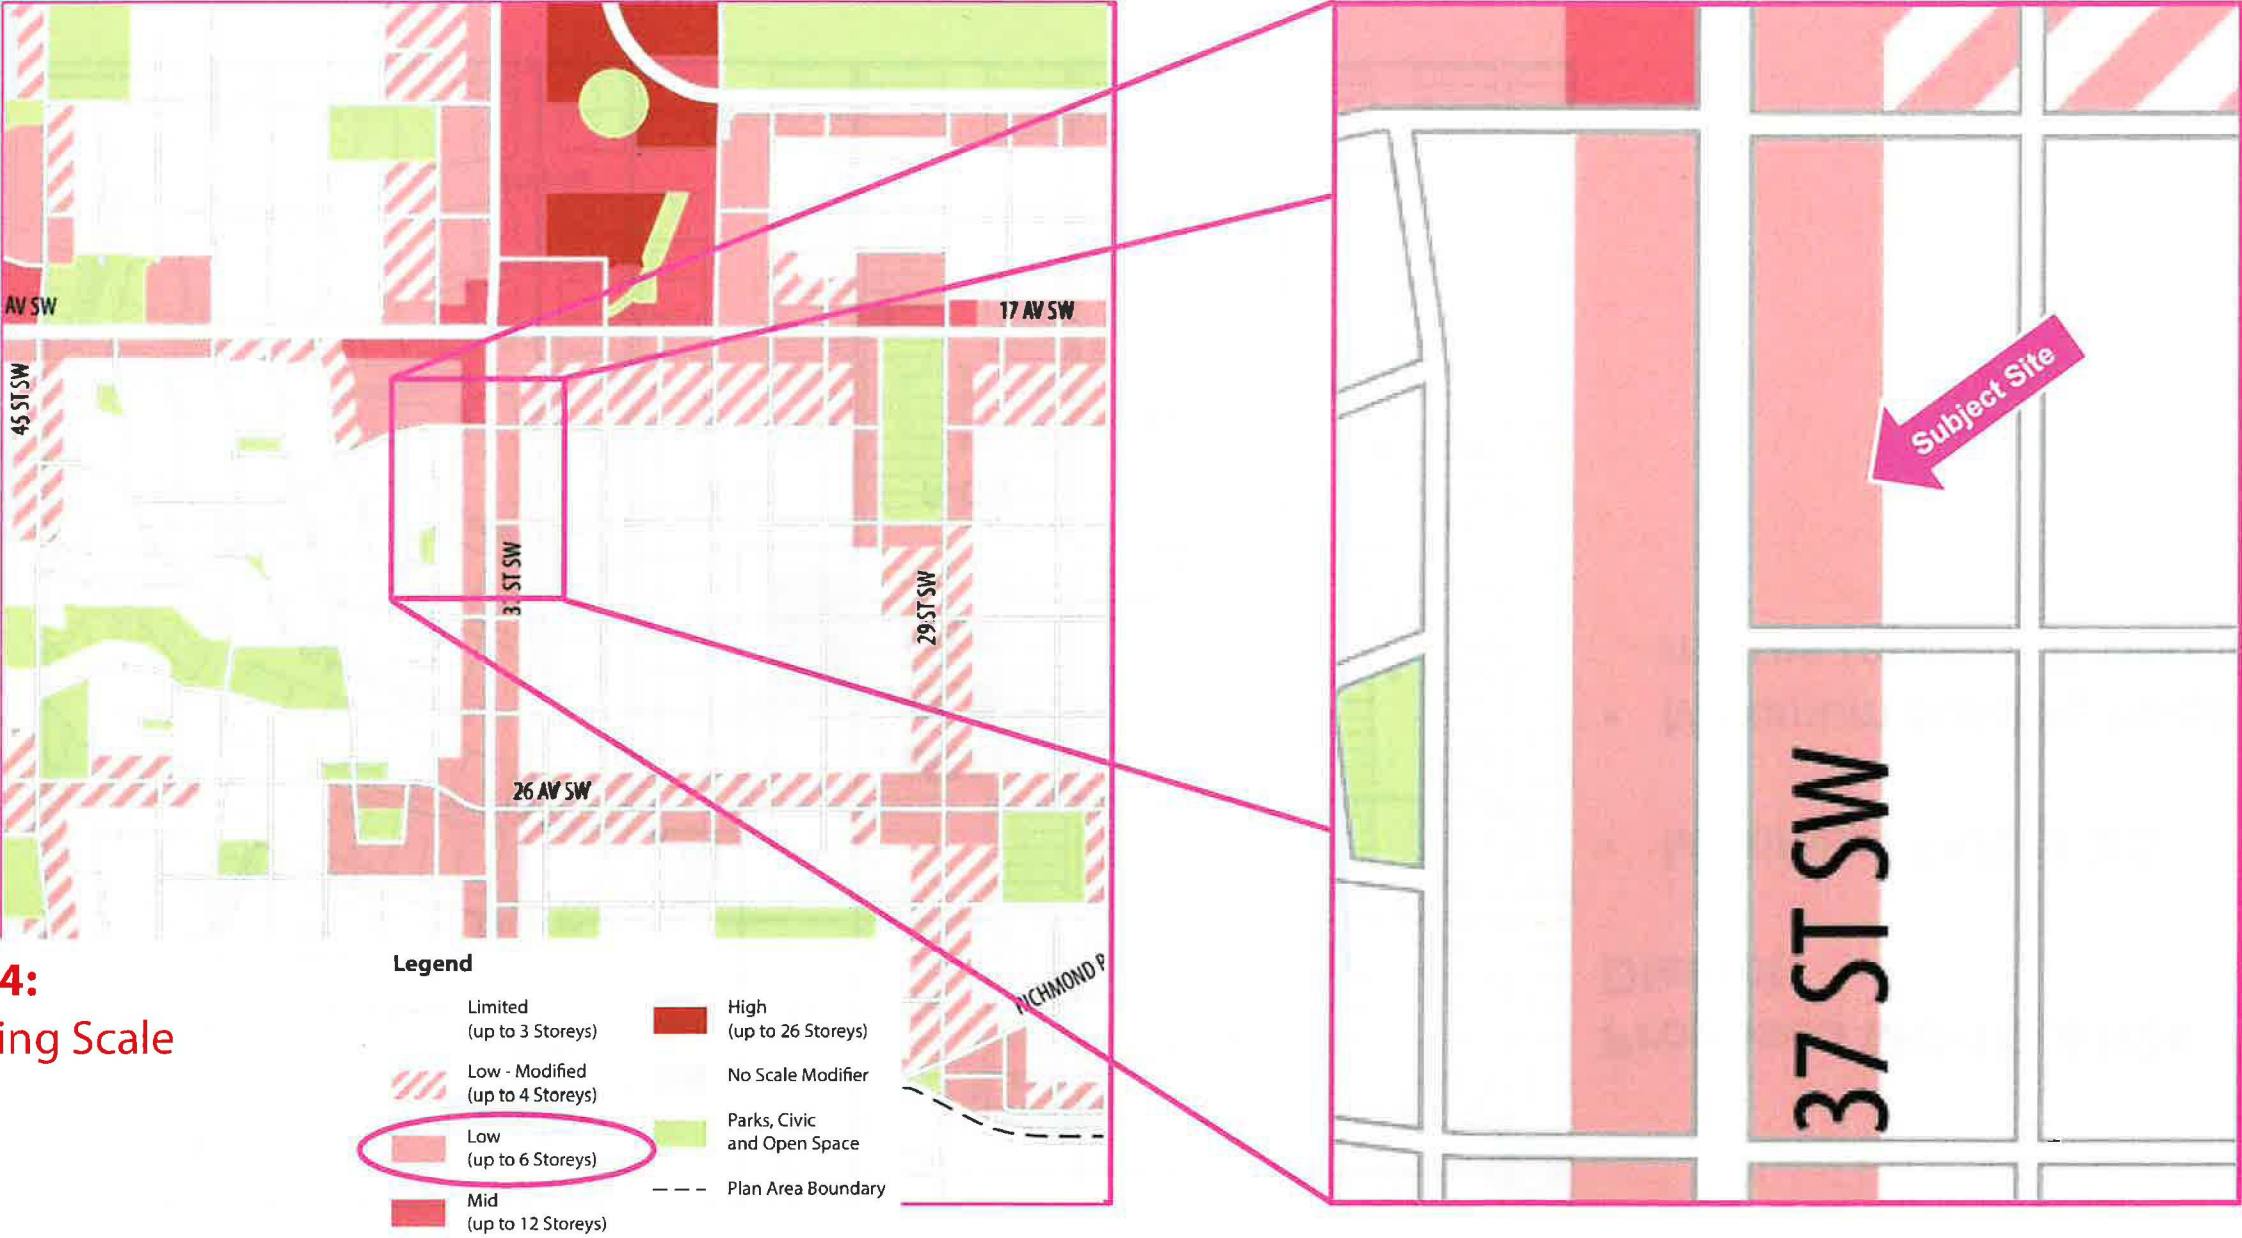 AV SW
17 AV SW
45 ST SW
37 ST SW
29 ST SW
26 AV SW
RICHMOND R
4:
ing Scale
Legend
Limited
(up to 3 Storeys)
Low - Modified
(up to 4 Storeys)
Low
(up to 6 Storeys)
Mid
(up to 12 Storeys)
High
(up to 26 Storeys)
No Scale Modifier
Parks, Civic
and Open Space
Plan Area Boundary
Subject Site
37 ST SW